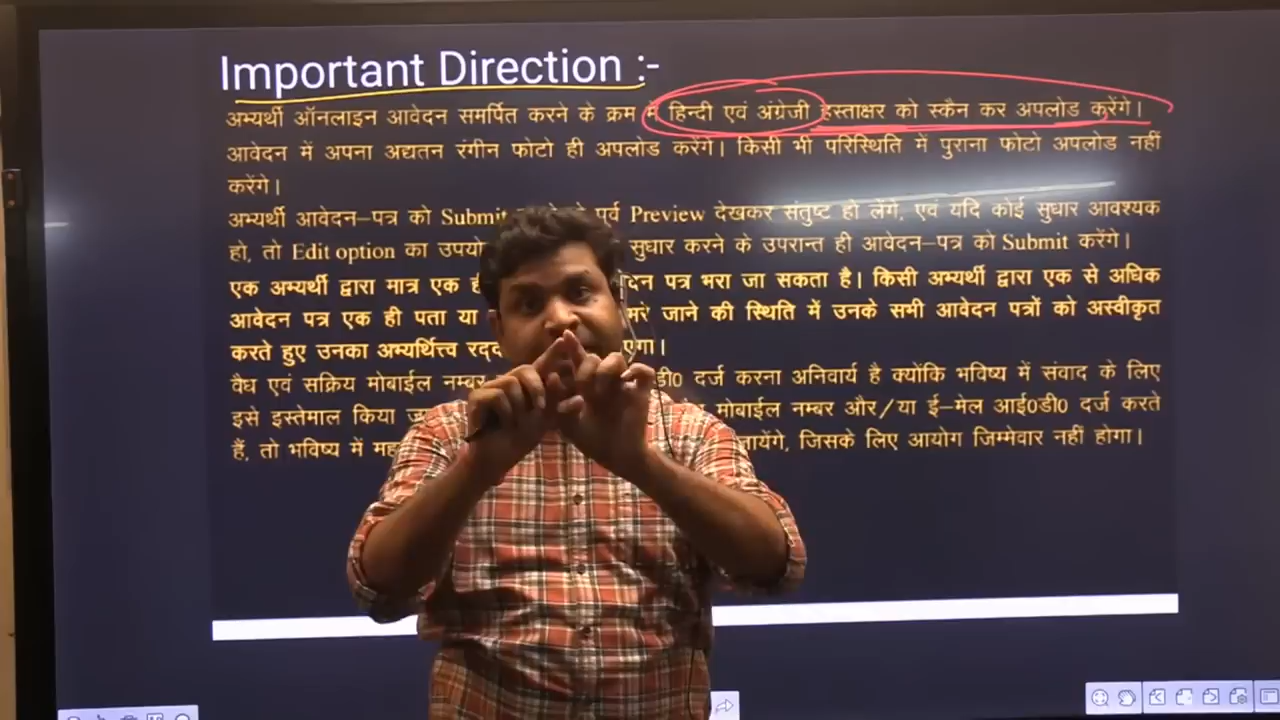 Important Direction :-
अभ्यर्थी ऑनलाइन आवेदन समर्पित करने के क्रम में हिन्दी एवं अंग्रेजी हस्ताक्षर को स्कैन कर अपलोड करेंगे।
आवेदन में अपना अद्यतन रंगीन फोटो ही अपलोड करेंगे। किसी भी परिस्थिति में पुराना फोटो अपलोड नहीं
करेंगे।
अभ्यर्थी आवेदन-पत्र को Submit पूर्व Preview देखकर संतुष्ट हो लेंगे, एवं यदि कोई सुधार आवश्यक
हो, तो Edit option का सुधार करने के उपरान्त ही आवेदन-पत्र को Submit करेंगे।
एक अभ्यर्थी द्वारा मात्र एक पत्र भरा जा सकता है। किसी अभ्यर्थी द्वारा एक से अधिक
आवेदन पत्र एक ही पता या भरे जाने की स्थिति में उनके सभी आवेदन पत्रों को अस्वीकृत
करते हुए उनका अभ्यर्थित्त्व
वैध एवं सक्रिय मोबाईल नम्बर दर्ज करना अनिवार्य है क्योंकि भविष्य में संवाद के लिए
इसे इस्तेमाल किया मोबाईल नम्बर और/या ई-मेल आई0डी0 दर्ज करते
हैं, तो भविष्य में जिसके लिए आयोग जिम्मेवार नहीं होगा।